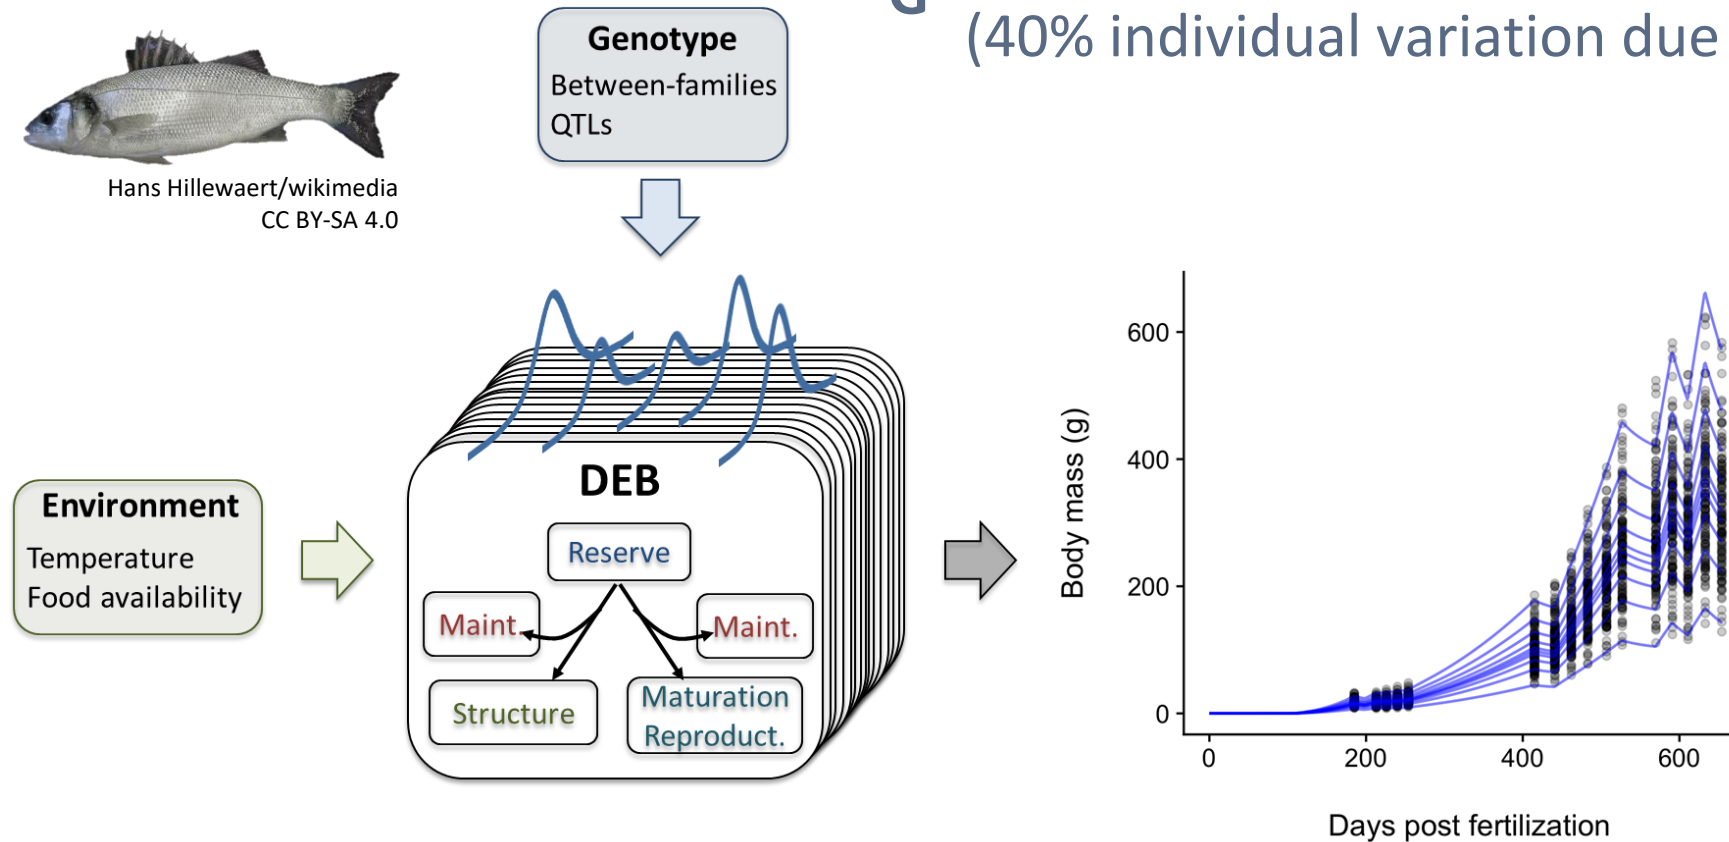 (40% individual variation due
Genotype
Between-families
QTLs
Hans Hillewaert/wikimedia
CC BY-SA 4.0
Environment
Temperature
Food availability
DEB
Reserve
Maint.
Maint.
Structure
Maturation
Reproduct.
Body mass (g)
600
400
200
0
0
200
400
600
Days post fertilization